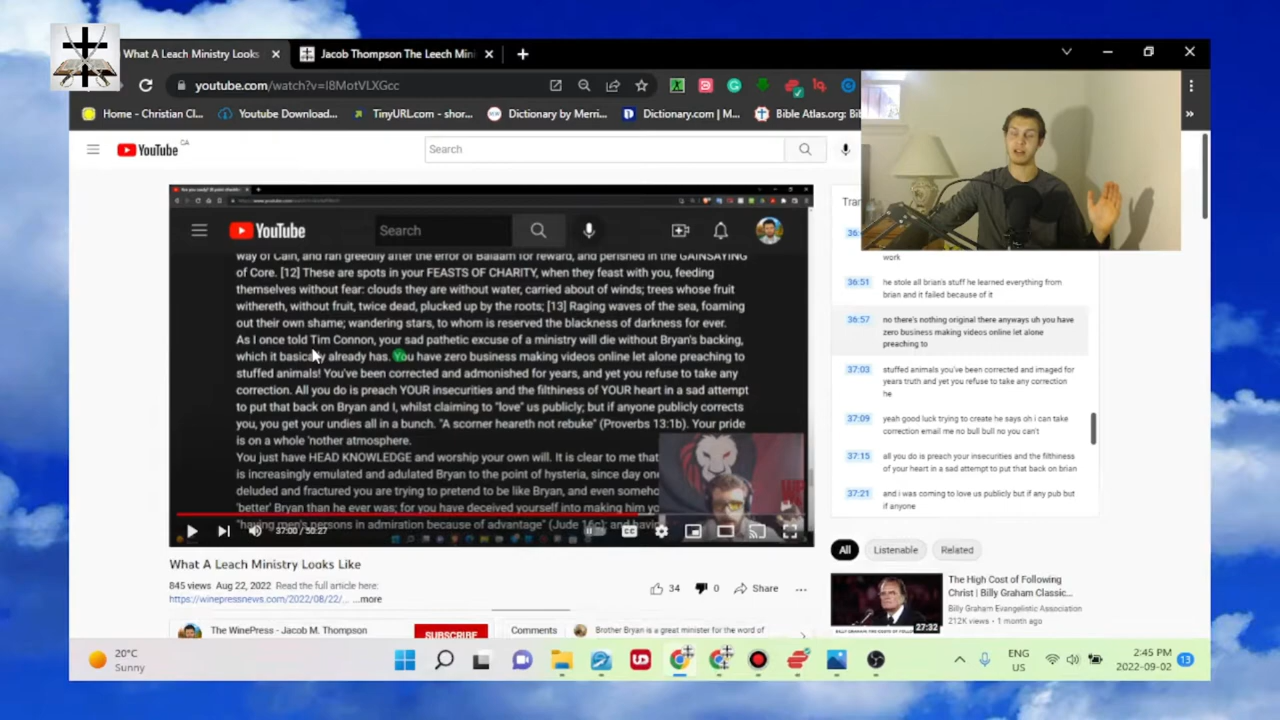 What A Leach Ministry Looks
Jacob Thompson The Leech Min
youtube.com/watch?v=I8MotVLXGcc
Home - Christian Cl...
Youtube Download...
TinyURL.com - shor...
Dictionary by Merri...
Dictionary.com | M...
Bible Atlas.org: Bi
YouTube CA
Search
YouTube
Search
way of Cain, and ran greedily after the error of Balaam for reward, and perished in the GAINSAYING
of Core. [12] These are spots in your FEASTS OF CHARITY, when they feast with you, feeding
themselves without fear: clouds they are without water, carried about of winds; trees whose fruit
withereth, without fruit, twice dead, plucked up by the roots; [13] Raging waves of the sea, foaming
out their own shame; wandering stars, to whom is reserved the blackness of darkness for ever.
As I once told Tim Connon, your sad pathetic excuse of a ministry will die without Bryan's backing,
which it basically already has. You have zero business making videos online let alone preaching to
stuffed animals! You've been corrected and admonished for years, and yet you refuse to take any
correction. All you do is preach YOUR insecurities and the filthiness of YOUR heart in a sad attempt
to put that back on Bryan and I, whilst claiming to "love" us publicly; but if anyone publicly corrects
you, you get your undies all in a bunch. "A scorner heareth not rebuke" (Proverbs 13:1b). Your pride
is on a whole 'nother atmosphere.
You just have HEAD KNOWLEDGE and worship your own will. It is clear to me that
is increasingly emulated and adulated Bryan to the point of hysteria, since day one
deluded and fractured you are trying to pretend to be like Bryan, and even someho
'better' Bryan than he ever was; for you have deceived yourself into making him yo
"having men's persons in admiration because of advantage" (Jude 16c); and havin
37:00 / 50:27
Tran
36:
work
36:51
he stole all brian's stuff he learned everything from
brian and it failed because of it
36:57
no there's nothing original there anyways uh you have
zero business making videos online let alone
preaching to
37:03
stuffed animals you've been corrected and imaged for
years truth and yet you refuse to take any correction
he
37:09
yeah good luck trying to create he says oh i can take
correction email me no bull bull no you can't
37:15
all you do is preach your insecurities and the filthiness
of your heart in a sad attempt to put that back on brian
37:21
and i was coming to love us publicly but if any pub but
if anyone
What A Leach Ministry Looks Like
845 views Aug 22, 2022 Read the full article here:
https://winepressnews.com/2022/08/22/... ...more
34
0
Share
All
Listenable
Related
The High Cost of Following
Christ | Billy Graham Classic...
Billy Graham Evangelistic Association
212K views • 1 month ago
27:32
The WinePress - Jacob M. Thompson
SUBSCRIBE
Comments
Brother Bryan is a great minister for the word of
20°C
Sunny
ENG
US
2:45 PM
2022-09-02
13